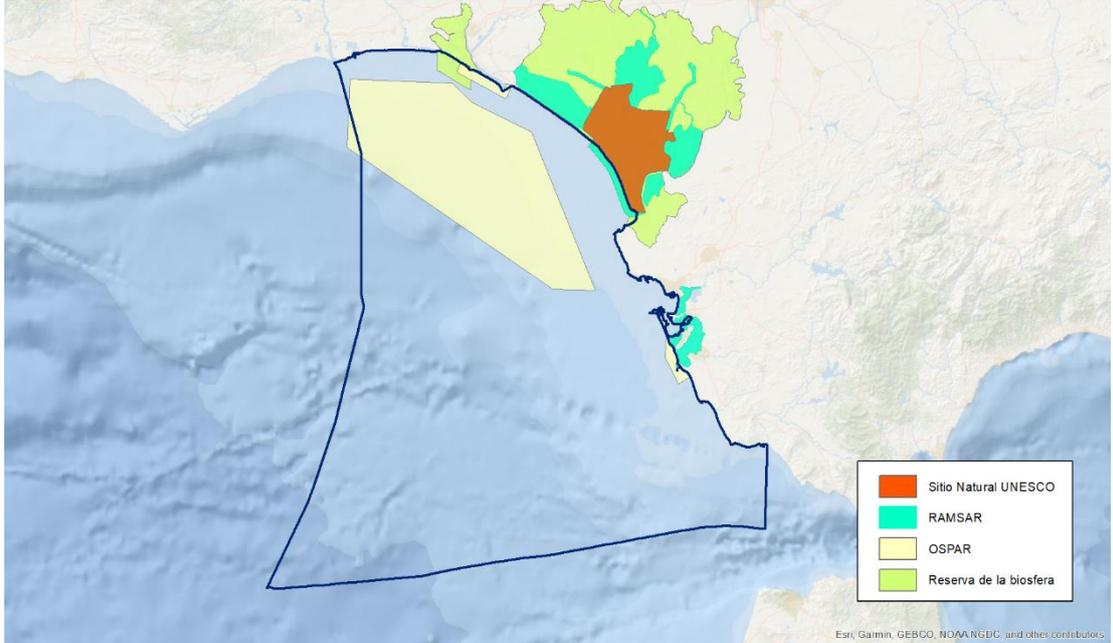 Sitio Natural UNESCO
RAMSAR
OSPAR
Reserva de la biosfera
Esri, Garmin, GEBCO, NOAA NGDC, and other contributors